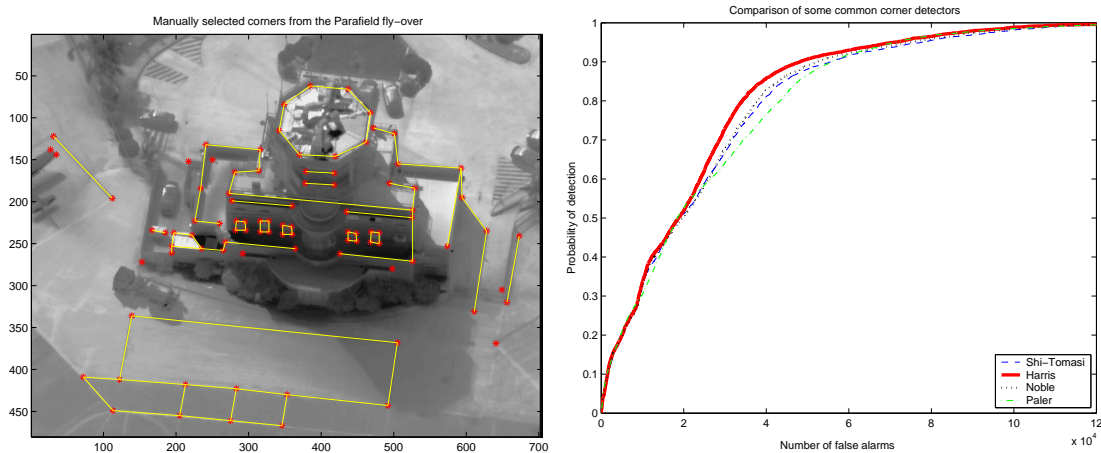 Manually selected corners from the Parafield fly-over
50
100
150
200
250
300
350
400
450
100 200 300 400 500 600 700
Comparison of some common corner detectors
Probability of detection
1
0.9
0.8
0.7
0.6
0.5
0.4
0.3
0.2
0.1
0
0 2 4 6 8 10 12
x 10⁴
Number of false alarms
Shi-Tomasi
Harris
Noble
Paler